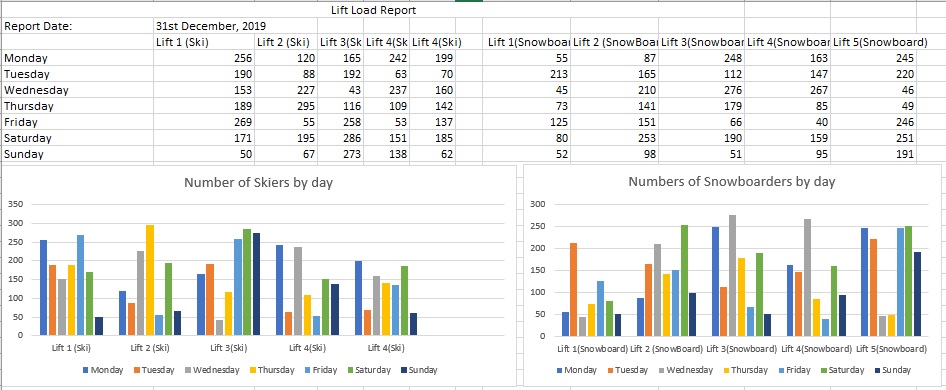 Lift Load Report
Report Date: 31st December, 2019
Lift 1 (Ski) Lift 2 (Ski) Lift 3(Sk Lift 4(Sk Lift 4(Ski) Lift 1(Snowboar Lift 2 (SnowBoar Lift 3(Snowboar Lift 4(Snowboar Lift 5(Snowboard)
Monday 256 120 165 242 199 55 87 248 163 245
Tuesday 190 88 192 63 70 213 165 112 147 220
Wednesday 153 227 43 237 160 45 210 276 267 46
Thursday 189 295 116 109 142 73 141 179 85 49
Friday 269 55 258 53 137 125 151 66 40 246
Saturday 171 195 286 151 185 80 253 190 159 251
Sunday 50 67 273 138 62 52 98 51 95 191
Number of Skiers by day
350
300
250
200
150
100
50
0
Lift 1 (Ski) Lift 2 (Ski) Lift 3(Ski) Lift 4(Ski) Lift 4(Ski)
Monday Tuesday Wednesday Thursday Friday Saturday Sunday
Numbers of Snowboarders by day
300
250
200
150
100
50
0
Lift 1(Snowboard) Lift 2 (SnowBoard) Lift 3(Snowboard) Lift 4(Snowboard) Lift 5(Snowboard)
Monday Tuesday Wednesday Thursday Friday Saturday Sunday